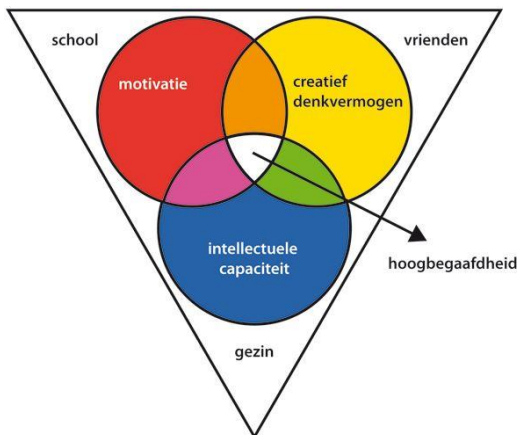 school
vrienden
motivatie
creatief
denkvermogen
intellectuele
capaciteit
hoogbegaafdheid
gezin